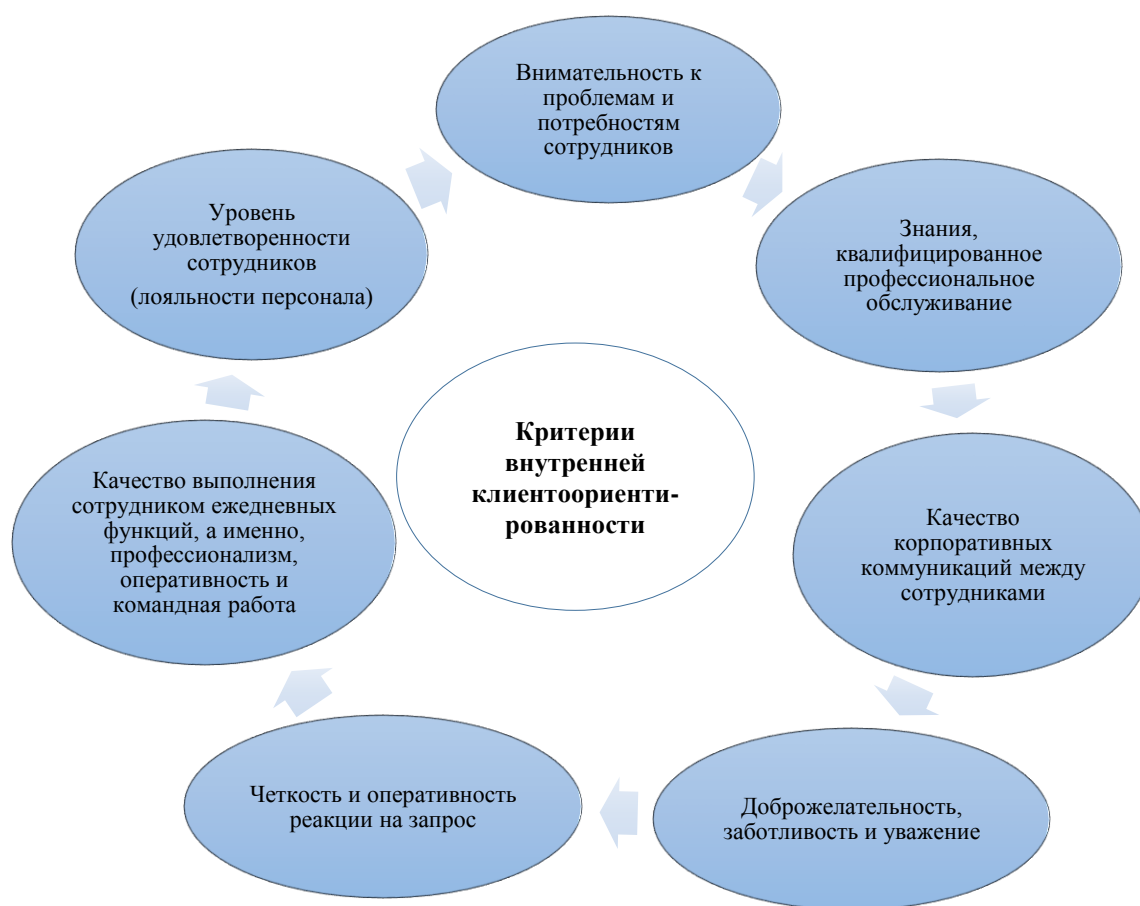 Внимательность к
проблемам и
потребностям
сотрудников
Знания,
квалифицированное
профессиональное
обслуживание
Качество
корпоративных
коммуникаций между
сотрудниками
Доброжелательность,
заботливость и уважение
Четкость и оперативность
реакции на запрос
Качество выполнения
сотрудником ежедневных
функций, а именно,
профессионализм,
оперативность и
командная работа
Уровень
удовлетворенности
сотрудников
(лояльности персонала)
Критерии
внутренней
клиентоориенти-
рованности